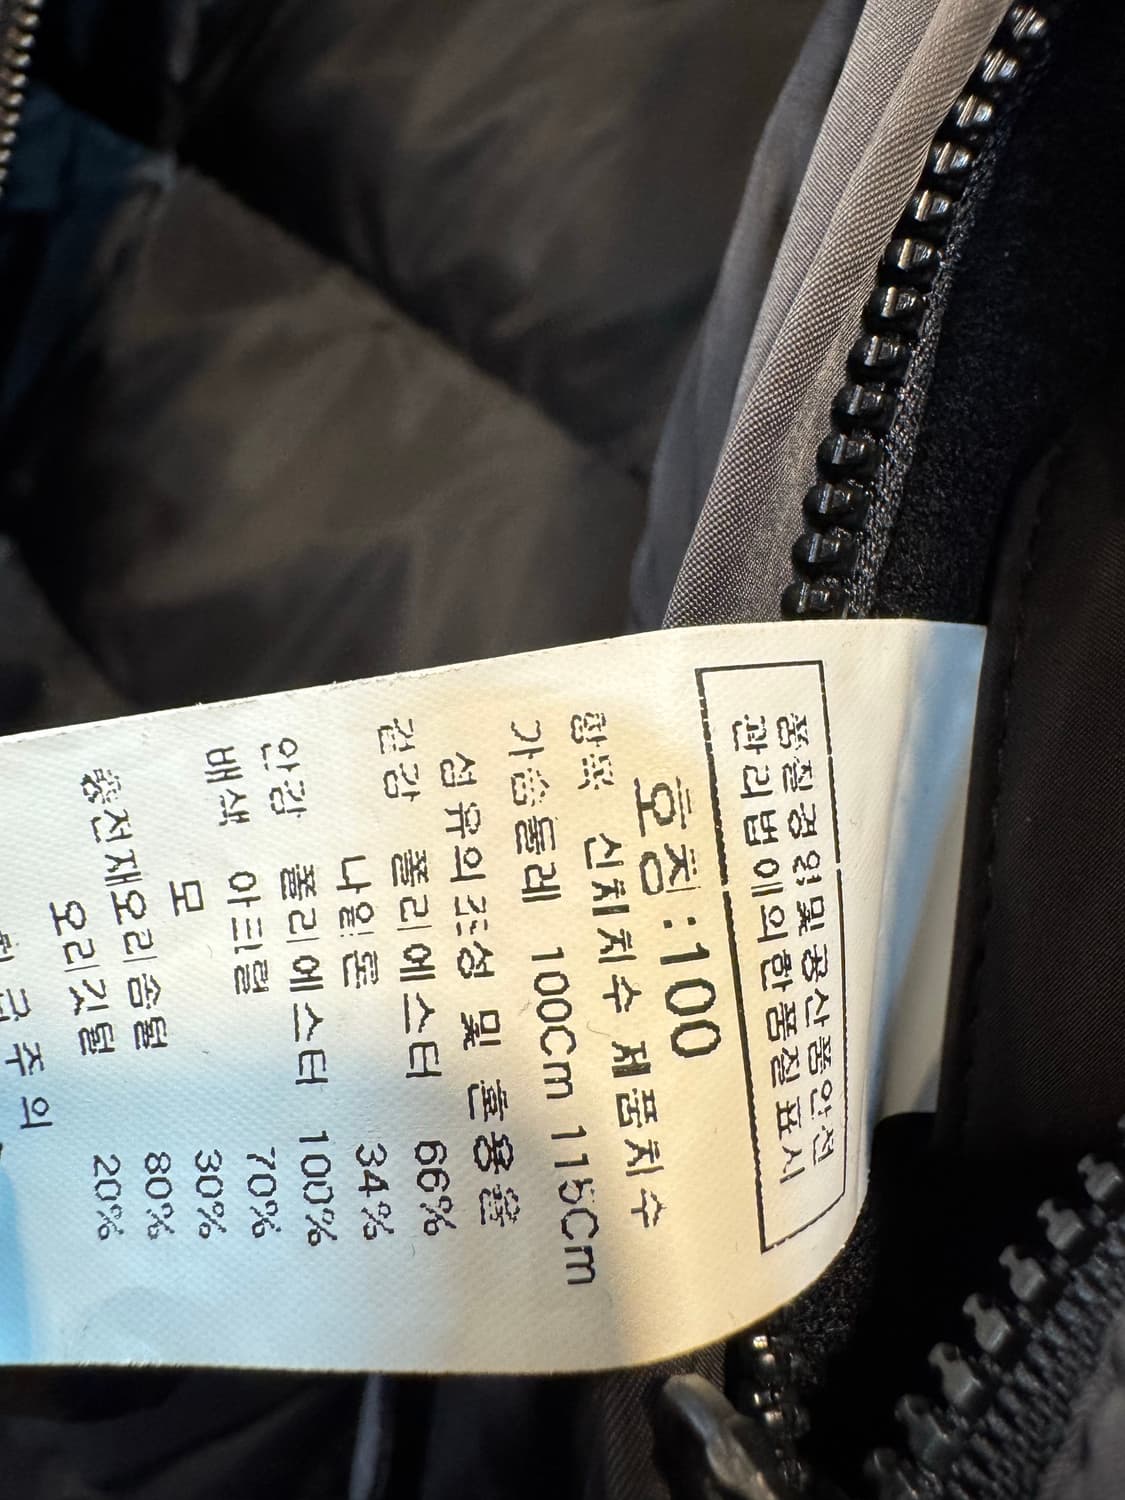 품질경영및공산품안전
관리법에의한품질표시
호칭:100
항목 신체치수 제품치수
가슴둘레 100Cm 115Cm
섬유의조성 및 혼용율
겉감 폴리에스터 66%
나일론 34%
안감 폴리에스터 100%
배색 아크릴 70%
모 30%
충전재오리솜털 80%
오리깃털 20%
취급주의